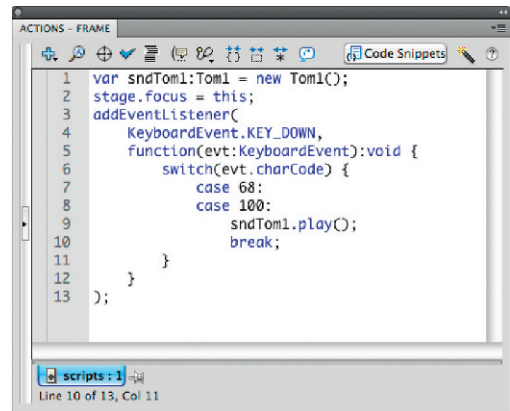 ACTIONS – FRAME
Code Snippets
1 var sndTom1:Tom1 = new Tom1();
2 stage.focus = this;
3 addEventListener(
4 KeyboardEvent.KEY_DOWN,
5 function(evt:KeyboardEvent):void {
6 switch(evt.charCode) {
7 case 68:
8 case 100:
9 sndTom1.play();
10 break;
11 }
12 }
13 );
scripts : 1
Line 10 of 13, Col 11